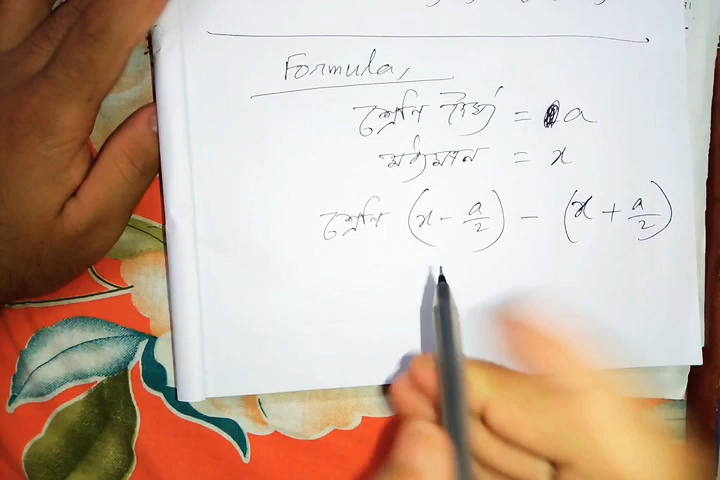 Formula,
শ্রেণি দৈর্ঘ্য = a
মধ্যমান = x
শ্রেণি (x - a/2) - (x + a/2)